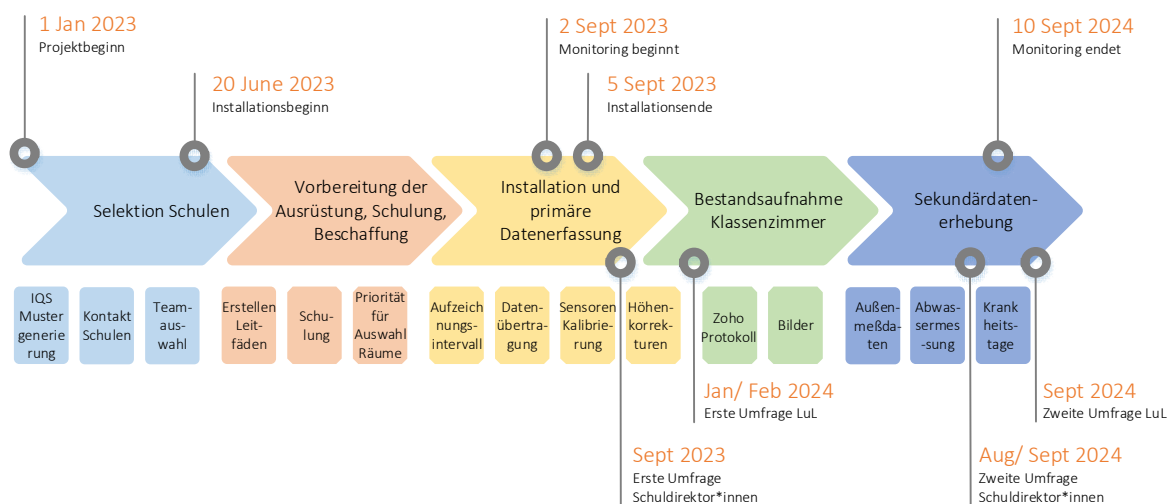 1 Jan 2023
Projektbeginn
20 June 2023
Installationsbeginn
2 Sept 2023
Monitoring beginnt
5 Sept 2023
Installationsende
10 Sept 2024
Monitoring endet
Selektion Schulen
Vorbereitung der
Ausrüstung, Schulung,
Beschaffung
Installation und
primäre
Datenerfassung
Bestandsaufnahme
Klassenzimmer
Sekundärdaten-
erhebung
IQS
Muster
generie
rung
Kontakt
Schulen
Team-
aus-
wahl
Erstellen
Leit-
fäden
Schu-
lung
Priorität
für
Auswahl
Räume
Aufzeich
nungs-
intervall
Daten-
übertra-
gung
Sensoren
Kalibrie-
rung
Höhen-
korrek-
turen
Zoho
Protokoll
Bilder
Außen-
meßda-
ten
Abwas-
sermes
-sung
Krank
heits-
tage
Jan/ Feb 2024
Erste Umfrage LuL
Sept 2024
Zweite Umfrage LuL
Sept 2023
Erste Umfrage
Schuldirektor*innen
Aug/ Sept 2024
Zweite Umfrage
Schuldirektor*innen